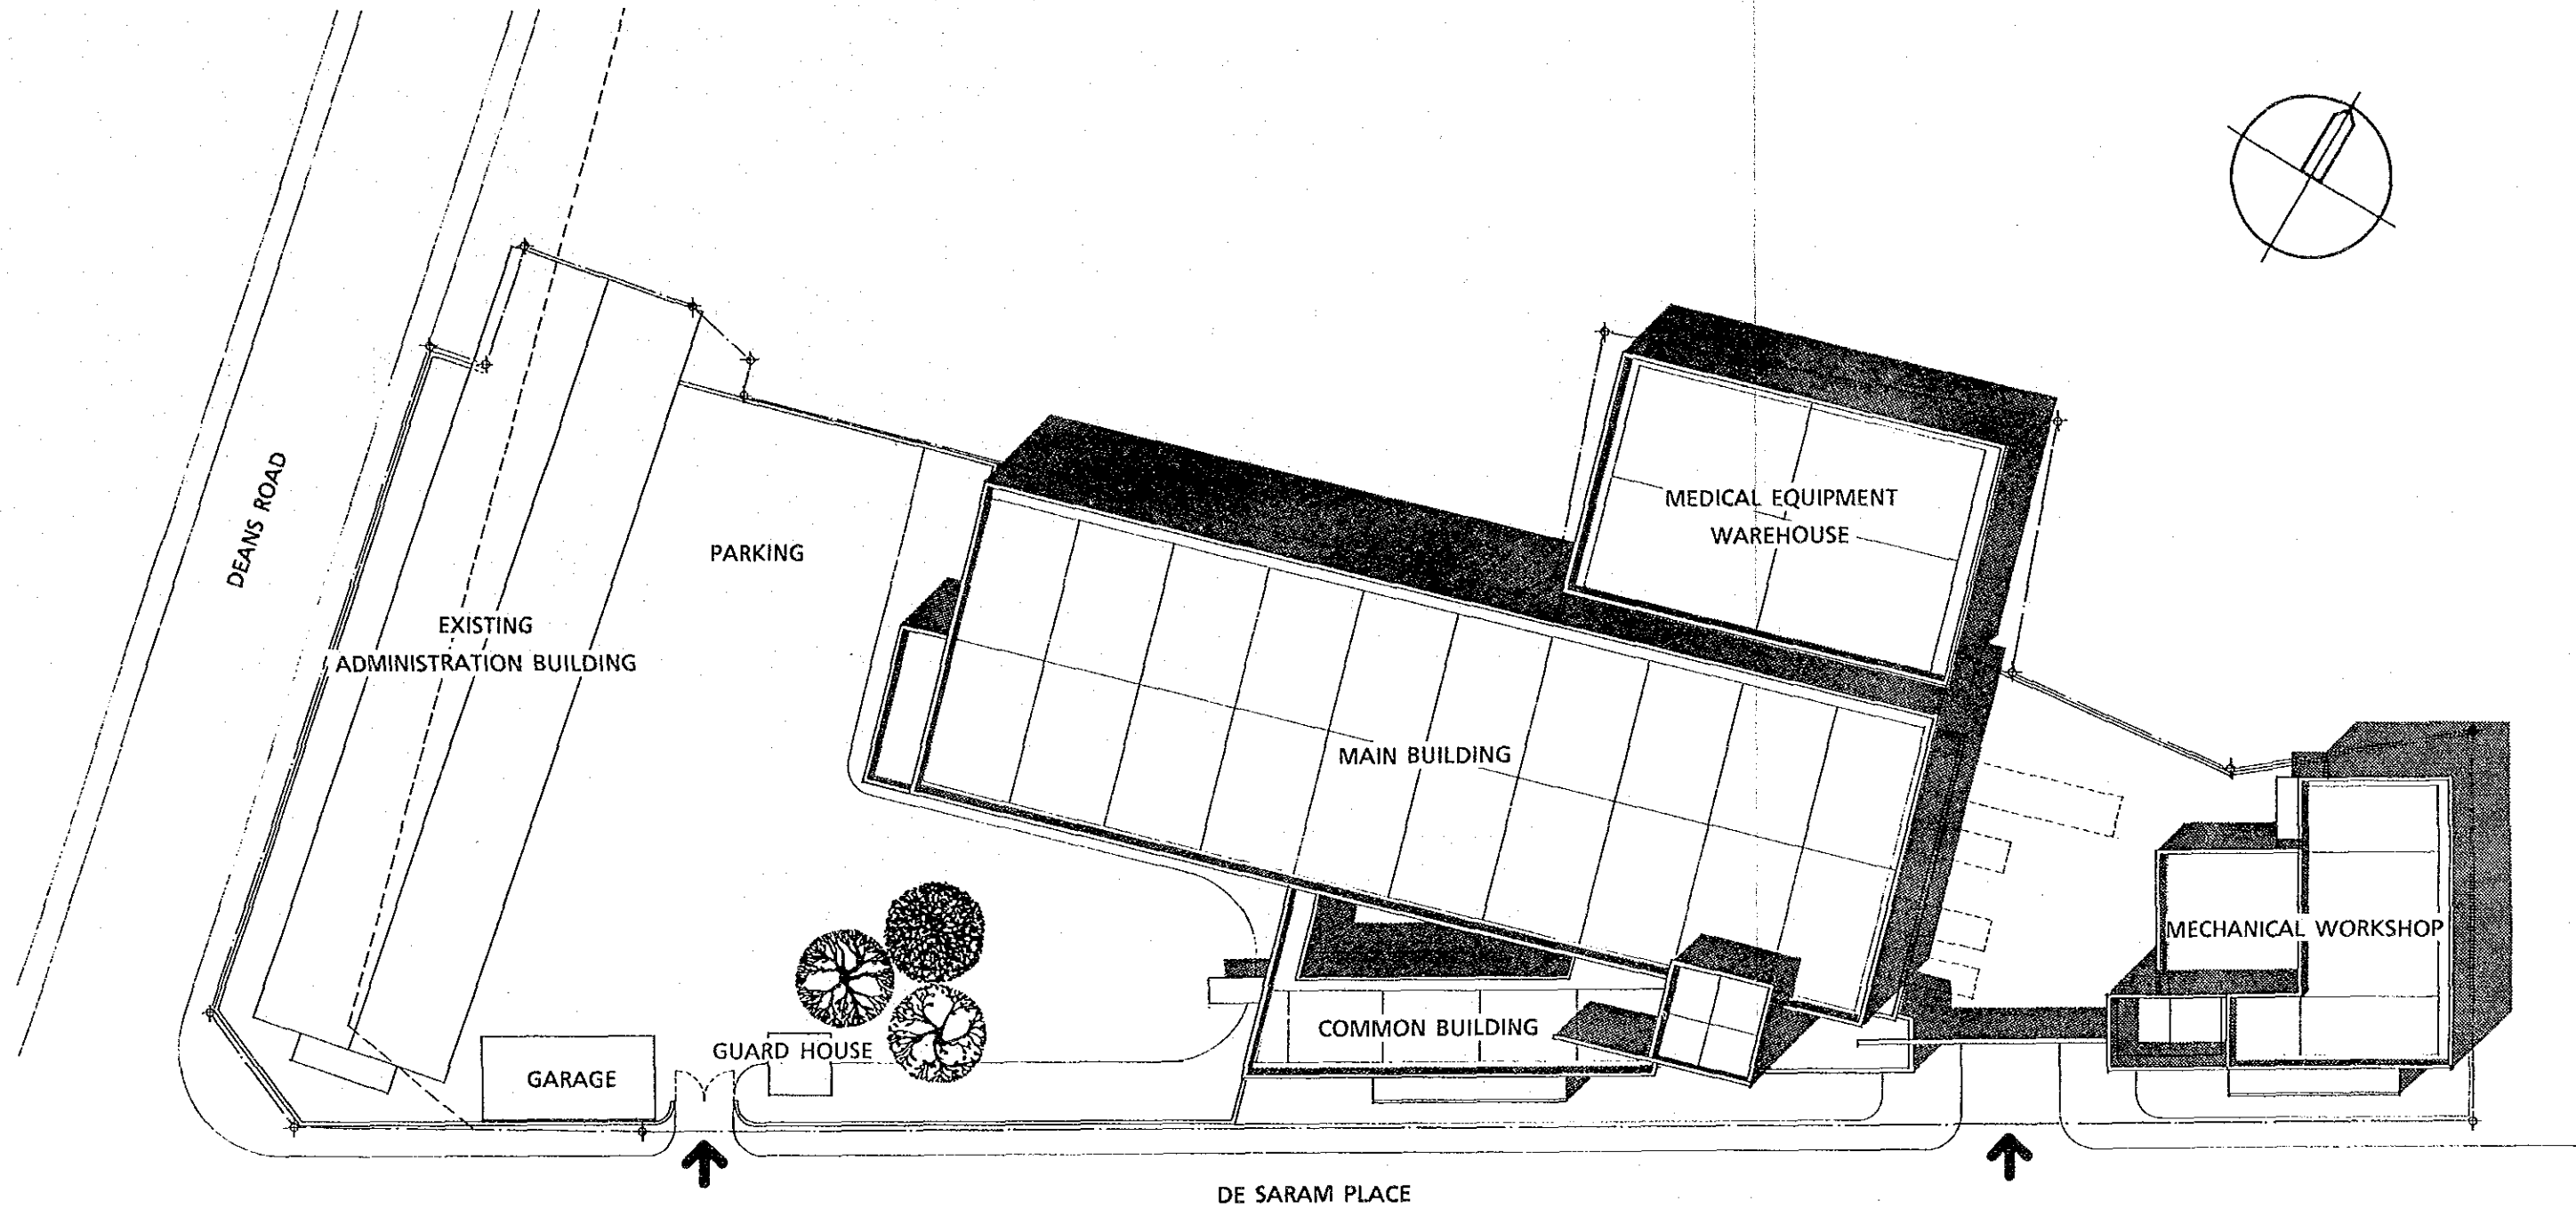 MEDICAL EQUIPMENT
WAREHOUSE
DEANS ROAD
PARKING
EXISTING
ADMINISTRATION BUILDING
MAIN BUILDING
MECHANICAL WORKSHOP
COMMON BUILDING
GUARD HOUSE
GARAGE
DE SARAM PLACE